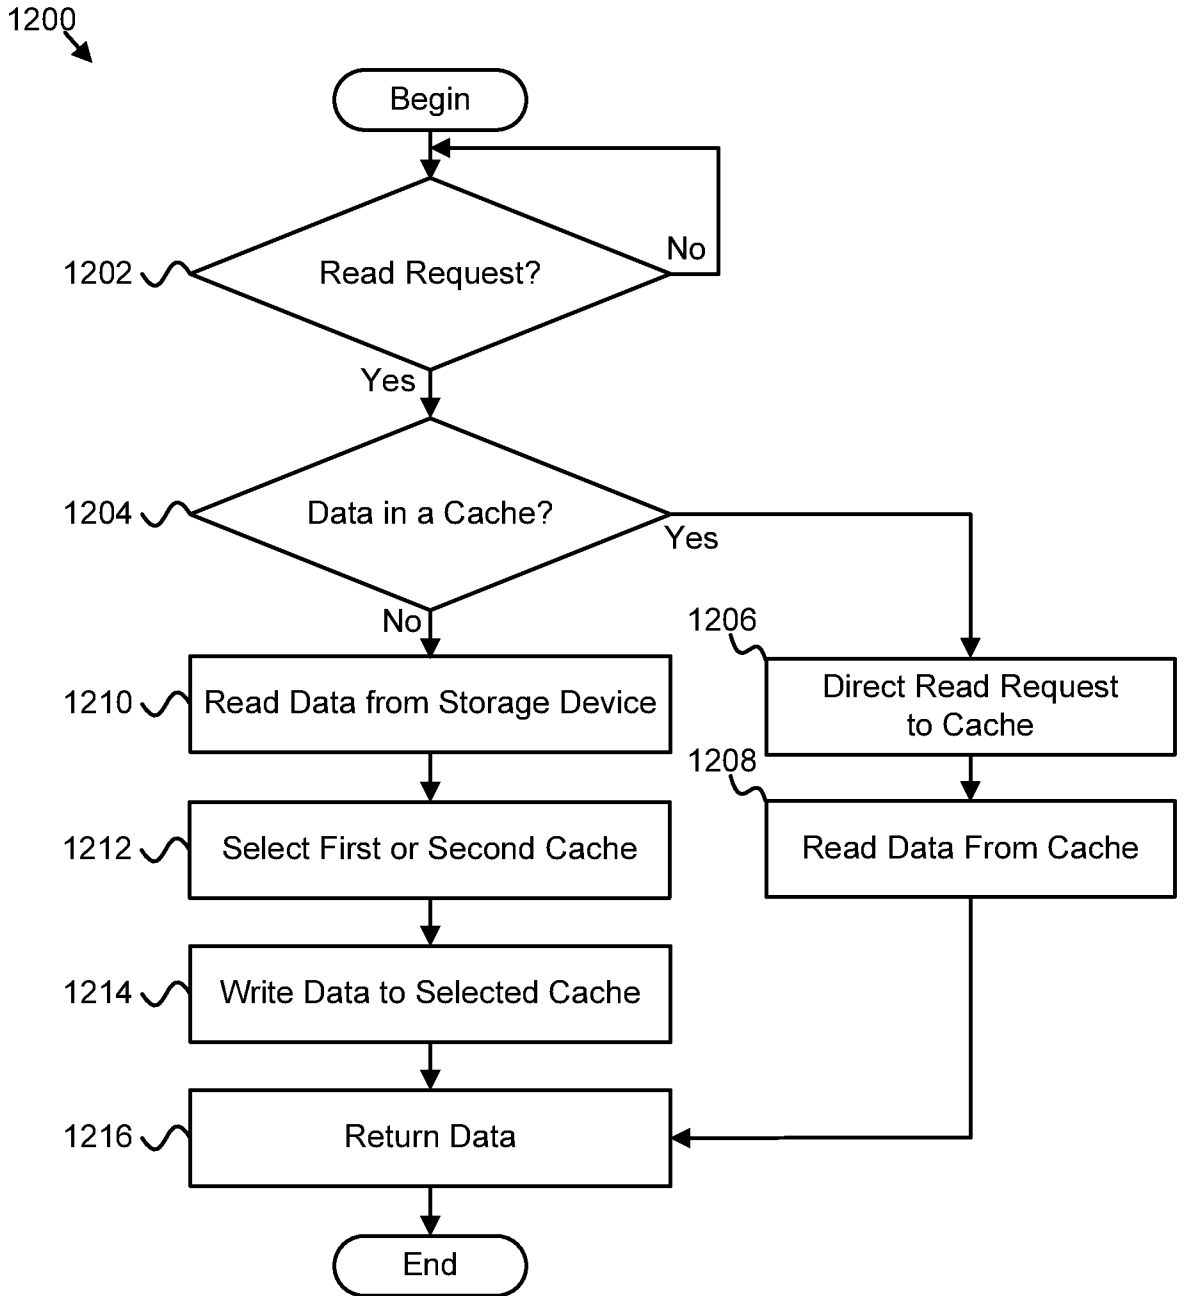 1200
Begin
No
1202
Read Request?
Yes
1204
Data in a Cache?
Yes
No
1206
1210
Read Data from Storage Device
Direct Read Request
to Cache
1208
1212
Select First or Second Cache
Read Data From Cache
1214
Write Data to Selected Cache
1216
Return Data
End